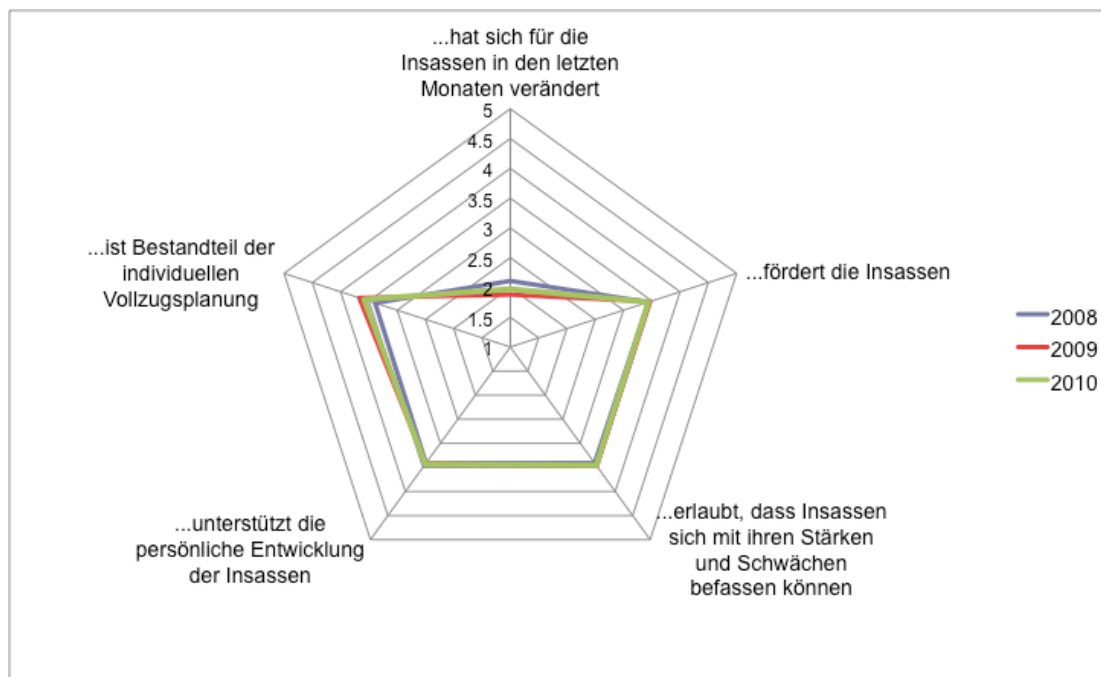 ...hat sich für die
Insassen in den letzten
Monaten verändert
5
4.5
4
3.5
3
2.5
2
1.5
1
...fördert die Insassen
...erlaubt, dass Insassen
sich mit ihren Stärken
und Schwächen
befassen können
...unterstützt die
persönliche Entwicklung
der Insassen
...ist Bestandteil der
individuellen
Vollzugsplanung
2008
2009
2010